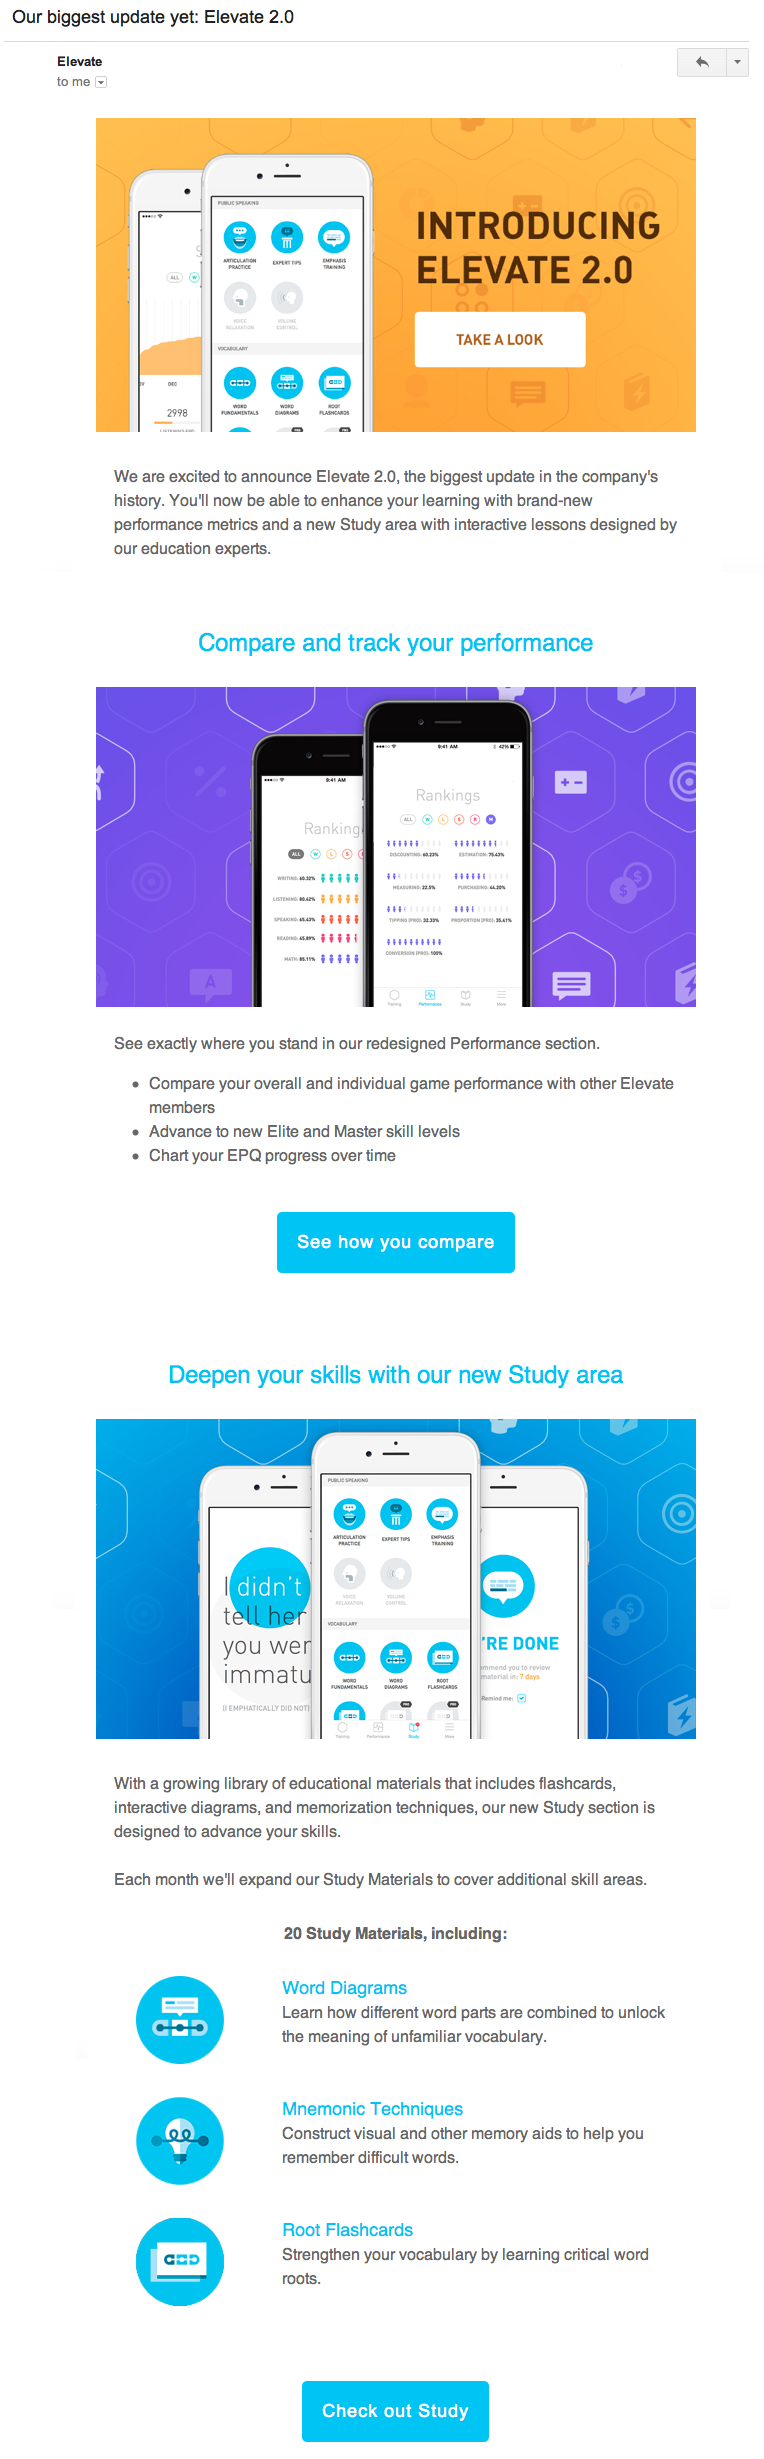 Our biggest update yet: Elevate 2.0
Elevate
to me
PUBLIC SPEAKING
ARTICULATION
PRACTICE
EXPERT TIPS
EMPHASIS
TRAINING
VOICE
RELAXATION
VOLUME
CONTROL
VOCABULARY
WORD
FUNDAMENTALS
WORD
DIAGRAMS
ROOT
FLASHCARDS
PRO
PRO
ALL
W
DEC
2998
INTRODUCING
ELEVATE 2.0
TAKE A LOOK
We are excited to announce Elevate 2.0, the biggest update in the company's
history. You'll now be able to enhance your learning with brand-new
performance metrics and a new Study area with interactive lessons designed by
our education experts.
Compare and track your performance
9:41 AM
Ranking
ALL W L S R
WRITING: 60.32%
LISTENING: 80.42%
SPEAKING: 65.43%
READING: 45.89%
MATH: 85.11%
9:41 AM 42%
Rankings
ALL W L S R M
DISCOUNTING: 60.23% ESTIMATION: 75.43%
MEASURING: 22.5% PURCHASING: 64.20%
TIPPING (PRO): 32.33% PROPORTION (PRO): 35.41%
CONVERSION (PRO): 100%
Training Performance Study More
A
$
$
See exactly where you stand in our redesigned Performance section.
• Compare your overall and individual game performance with other Elevate
members
• Advance to new Elite and Master skill levels
• Chart your EPQ progress over time
See how you compare
Deepen your skills with our new Study area
I didn't
tell her
you wer
immatu
(I EMPHATICALLY DID NOT)
PUBLIC SPEAKING
ARTICULATION
PRACTICE
EXPERT TIPS
EMPHASIS
TRAINING
VOICE
RELAXATION
VOLUME
CONTROL
VOCABULARY
WORD
FUNDAMENTALS
WORD
DIAGRAMS
ROOT
FLASHCARDS
PRO
PRO
Training Performance Study More
'RE DONE
mmend you to review
material in: 7 days
Remind me:
$
$
With a growing library of educational materials that includes flashcards,
interactive diagrams, and memorization techniques, our new Study section is
designed to advance your skills.
Each month we'll expand our Study Materials to cover additional skill areas.
20 Study Materials, including:
Word Diagrams
Learn how different word parts are combined to unlock
the meaning of unfamiliar vocabulary.
Mnemonic Techniques
Construct visual and other memory aids to help you
remember difficult words.
Root Flashcards
Strengthen your vocabulary by learning critical word
roots.
Check out Study